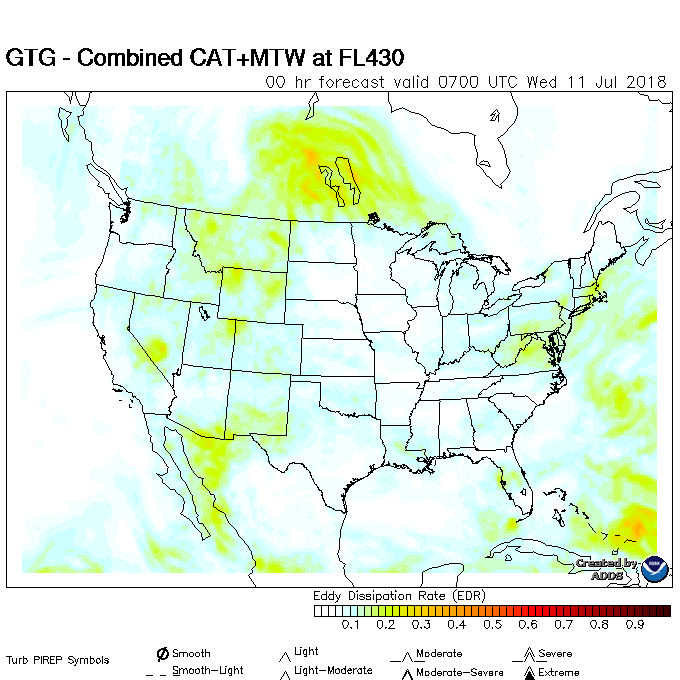 GTG - Combined CAT+MTW at FL430
00 hr forecast valid 0700 UTC Wed 11 Jul 2018
Created by
ADDS
NOAA
Eddy Dissipation Rate (EDR)
0.1 0.2 0.3 0.4 0.5 0.6 0.7 0.8 0.9
Turb PIREP Symbols
Smooth Light Moderate Severe
Smooth-Light Light-Moderate Moderate-Severe Extreme